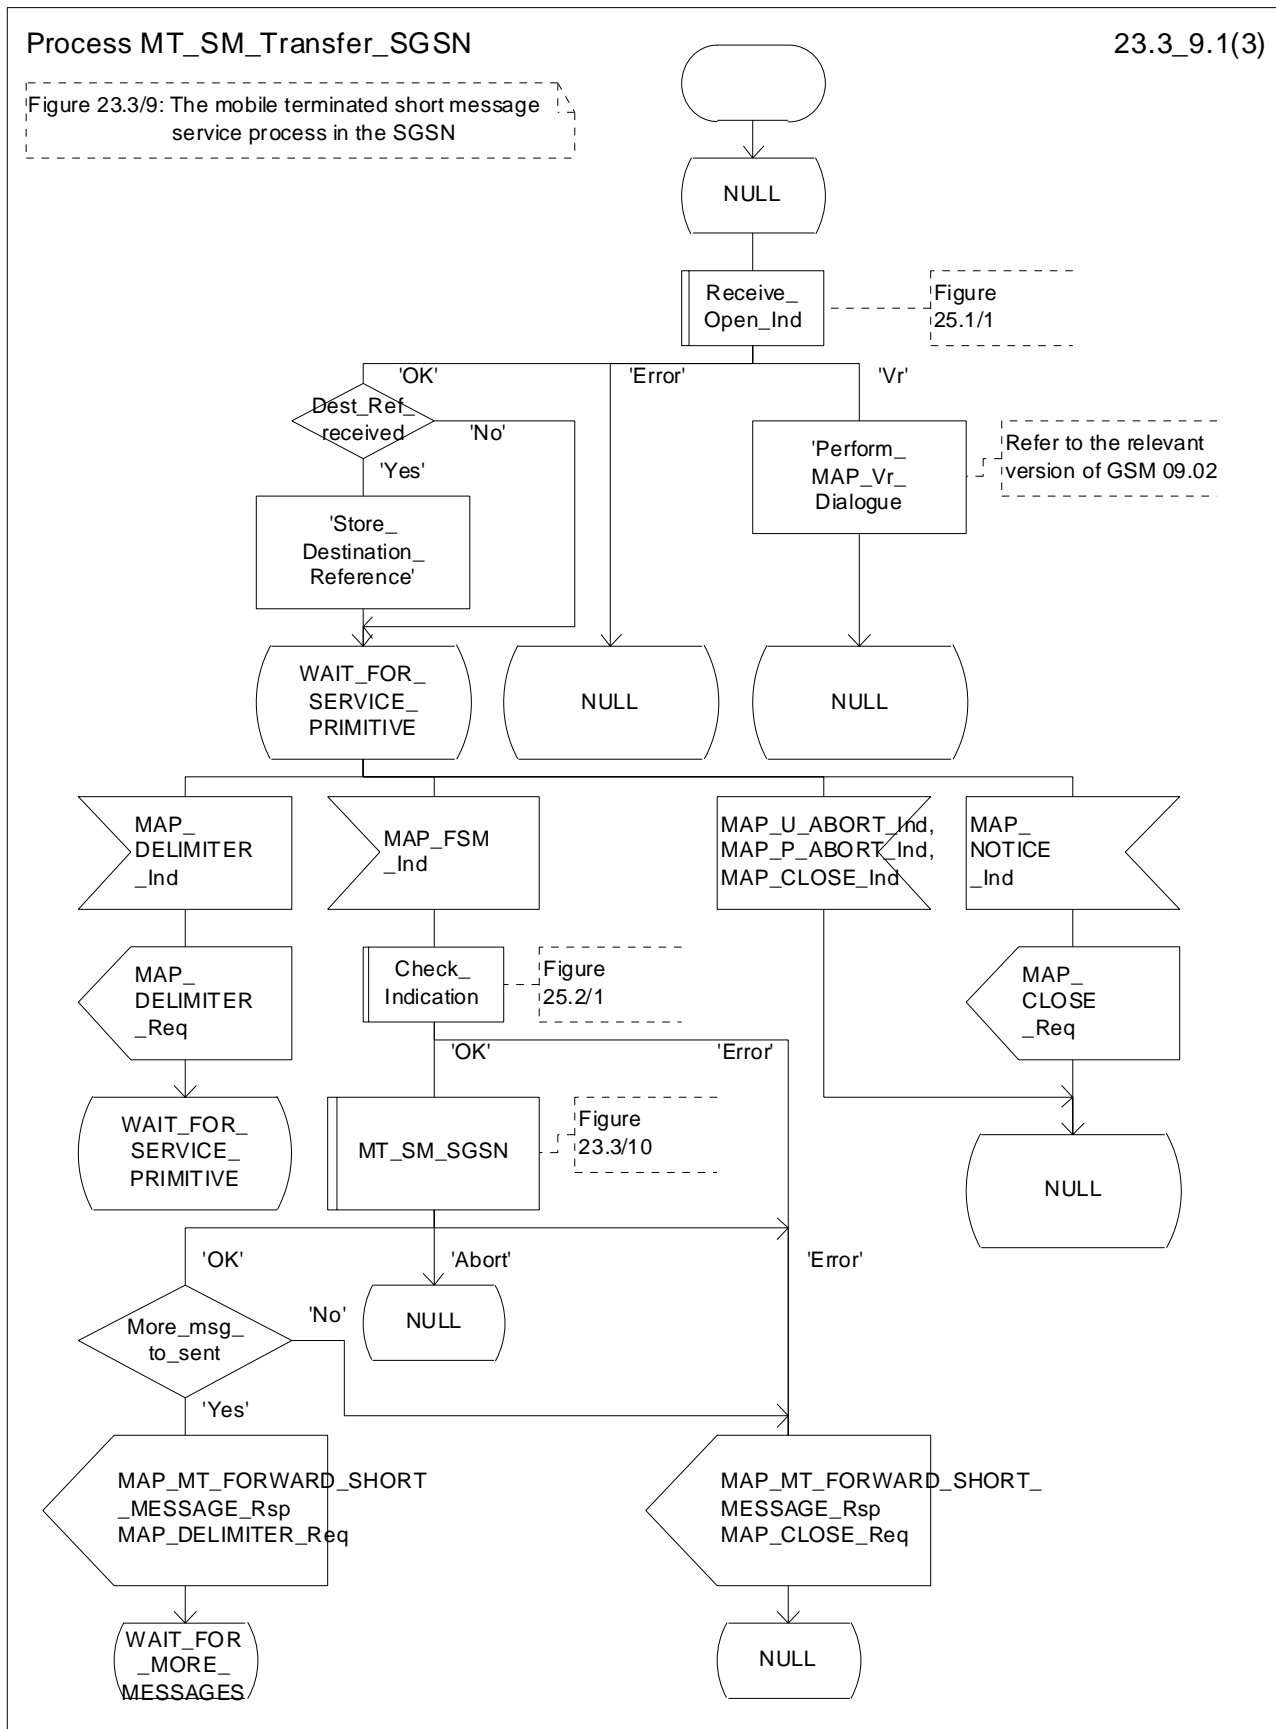 Process MT_SM_Transfer_SGSN
23.3_9.1(3)
Figure 23.3/9: The mobile terminated short message
service process in the SGSN
NULL
Receive_
Open_Ind
Figure
25.1/1
'OK'
'Error'
'Vr'
Dest_Ref_
received
'No'
'Yes'
'Perform_
MAP_Vr_
Dialogue
Refer to the relevant
version of GSM 09.02
'Store_
Destination_
Reference'
WAIT_FOR_
SERVICE_
PRIMITIVE
NULL
NULL
MAP_
DELIMITER
_Ind
MAP_FSM
_Ind
MAP_U_ABORT_Ind,
MAP_P_ABORT_Ind,
MAP_CLOSE_Ind
MAP_
NOTICE
_Ind
MAP_
DELIMITER
_Req
Check_
Indication
Figure
25.2/1
MAP_
CLOSE
_Req
'OK'
'Error'
WAIT_FOR_
SERVICE_
PRIMITIVE
MT_SM_SGSN
Figure
23.3/10
NULL
'OK'
'Abort'
'Error'
More_msg_
to_sent
'No'
NULL
'Yes'
MAP_MT_FORWARD_SHORT
_MESSAGE_Rsp
MAP_DELIMITER_Req
MAP_MT_FORWARD_SHORT_
MESSAGE_Rsp
MAP_CLOSE_Req
WAIT_FOR
_MORE_
MESSAGES
NULL